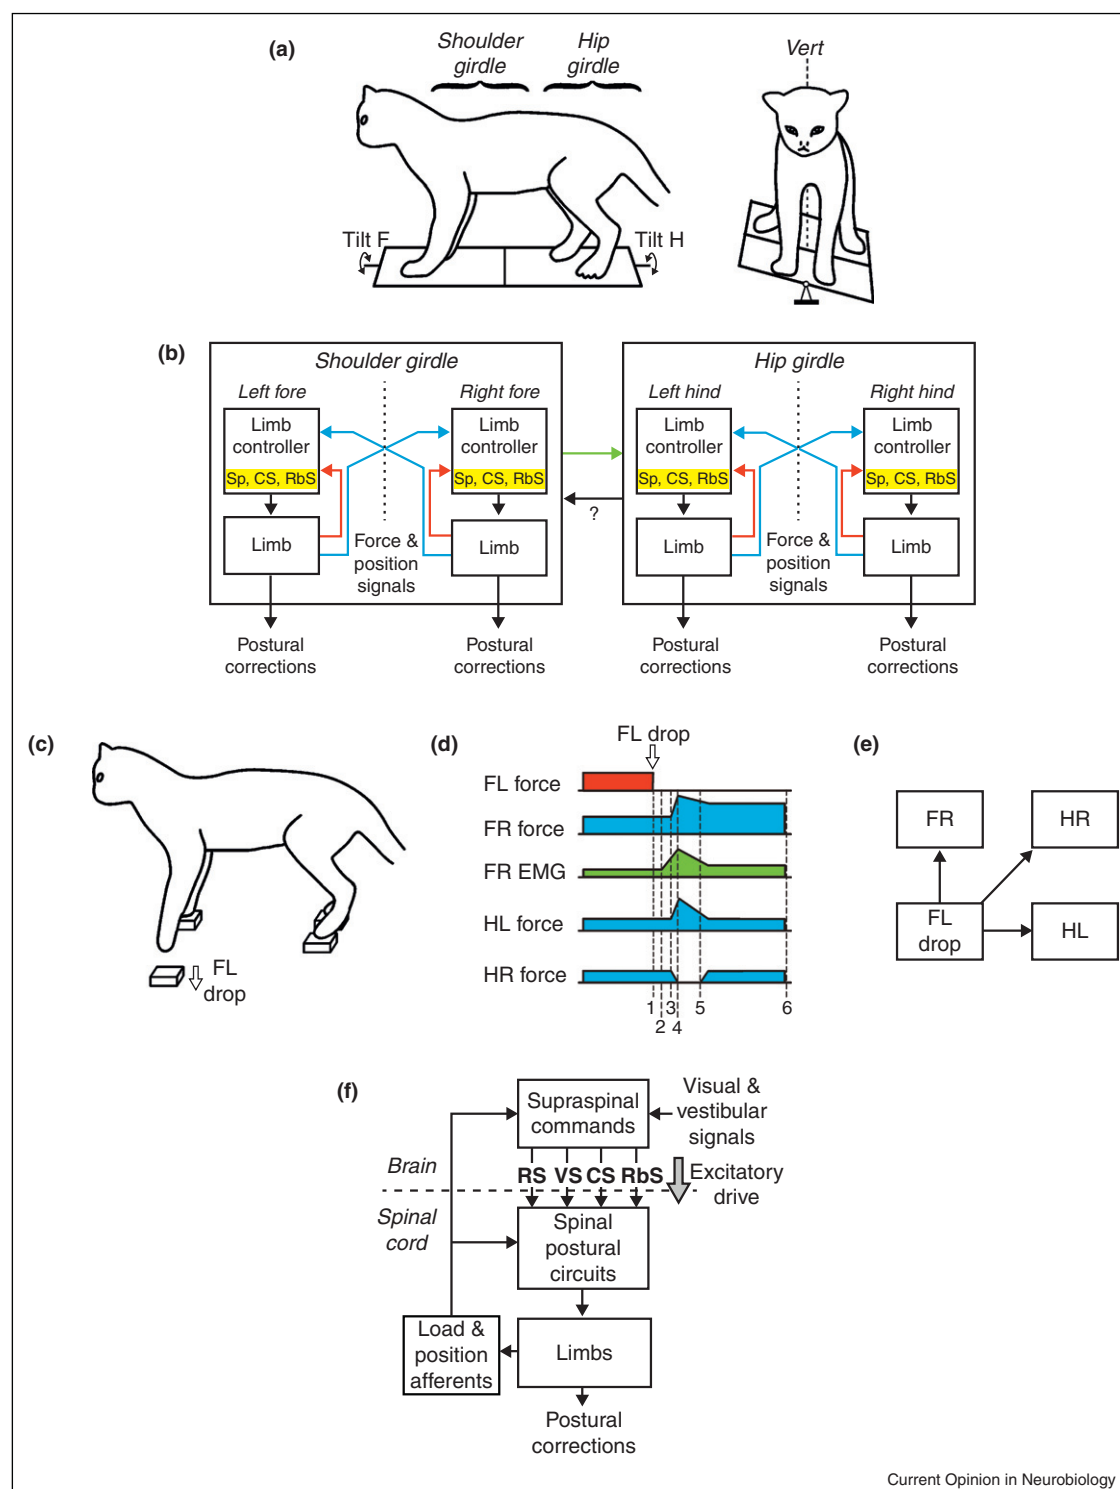 (a)
Shoulder
girdle
Hip
girdle
Vert
Tilt F
Tilt H
(b)
Shoulder girdle
Hip girdle
Left fore
Right fore
Left hind
Right hind
Limb
controller
Sp, CS, RbS
Limb
controller
Sp, CS, RbS
Limb
controller
Sp, CS, RbS
Limb
controller
Sp, CS, RbS
?
Limb
Force &
position
signals
Limb
Limb
Force &
position
signals
Limb
Postural
corrections
Postural
corrections
Postural
corrections
Postural
corrections
(c)
FL
drop
(d)
FL drop
FL force
FR force
FR EMG
HL force
HR force
1
2
3
4
5
6
(e)
FR
HR
FL
drop
HL
(f)
Supraspinal
commands
Visual &
vestibular
signals
Brain
RS VS CS RbS
Excitatory
drive
Spinal
cord
Spinal
postural
circuits
Load &
position
afferents
Limbs
Postural
corrections
Current Opinion in Neurobiology